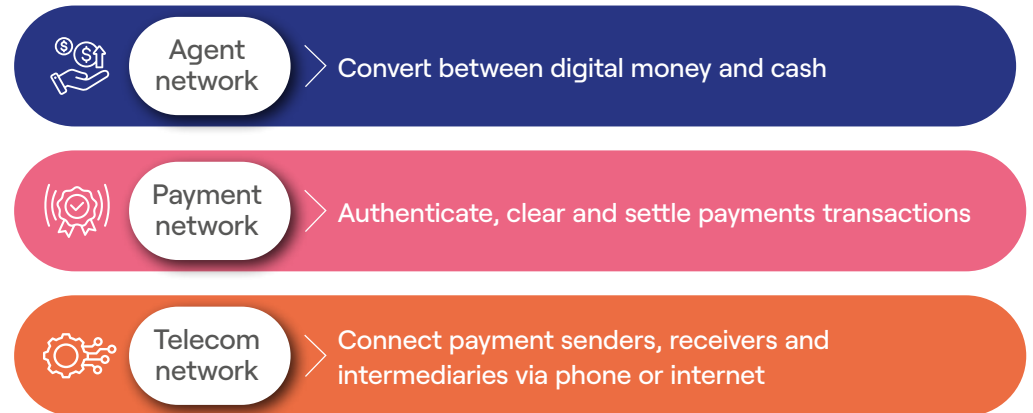 Agent
network
Convert between digital money and cash
Payment
network
Authenticate, clear and settle payments transactions
Telecom
network
Connect payment senders, receivers and
intermediaries via phone or internet